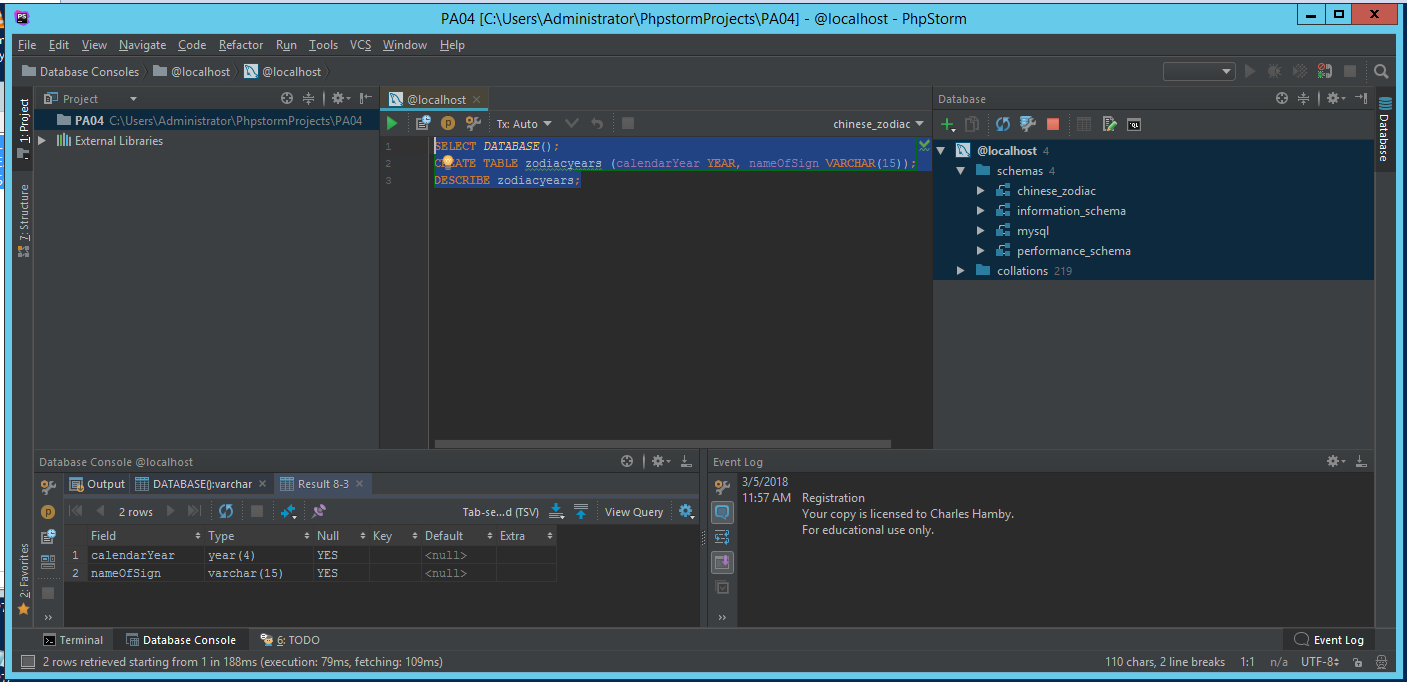 PA04 [C:\Users\Administrator\PhpstormProjects\PA04] - @localhost - PhpStorm
File Edit View Navigate Code Refactor Run Tools VCS Window Help
Database Consoles @localhost @localhost
Project
@localhost
Database
1: Project
7: Structure
2: Favorites
PA04 C:\Users\Administrator\PhpstormProjects\PA04
External Libraries
Tx: Auto
chinese_zodiac
1 SELECT DATABASE();
2 CREATE TABLE zodiacyears (calendarYear YEAR, nameOfSign VARCHAR(15));
3 DESCRIBE zodiacyears;
@localhost 4
schemas 4
chinese_zodiac
information_schema
mysql
performance_schema
collations 219
Database
Database Console @localhost
Output DATABASE():varchar Result 8-3
2 rows Tab-se...d (TSV) View Query
Field Type Null Key Default Extra
1 calendarYear year(4) YES <null>
2 nameOfSign varchar(15) YES <null>
Event Log
3/5/2018
11:57 AM Registration
Your copy is licensed to Charles Hamby.
For educational use only.
Terminal Database Console 6: TODO Event Log
2 rows retrieved starting from 1 in 188ms (execution: 79ms, fetching: 109ms) 110 chars, 2 line breaks 1:1 n/a UTF-8